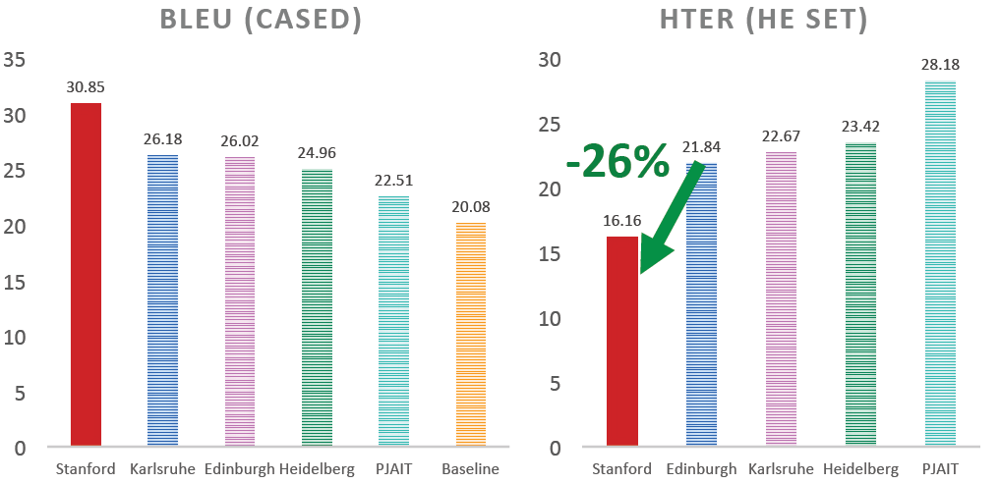 BLEU (CASED)
35
30
25
20
15
10
5
0
30.85
26.18
26.02
24.96
22.51
20.08
Stanford
Karlsruhe
Edinburgh
Heidelberg
PJAIT
Baseline
HTER (HE SET)
30
25
20
15
10
5
0
-26%
16.16
21.84
22.67
23.42
28.18
Stanford
Edinburgh
Karlsruhe
Heidelberg
PJAIT